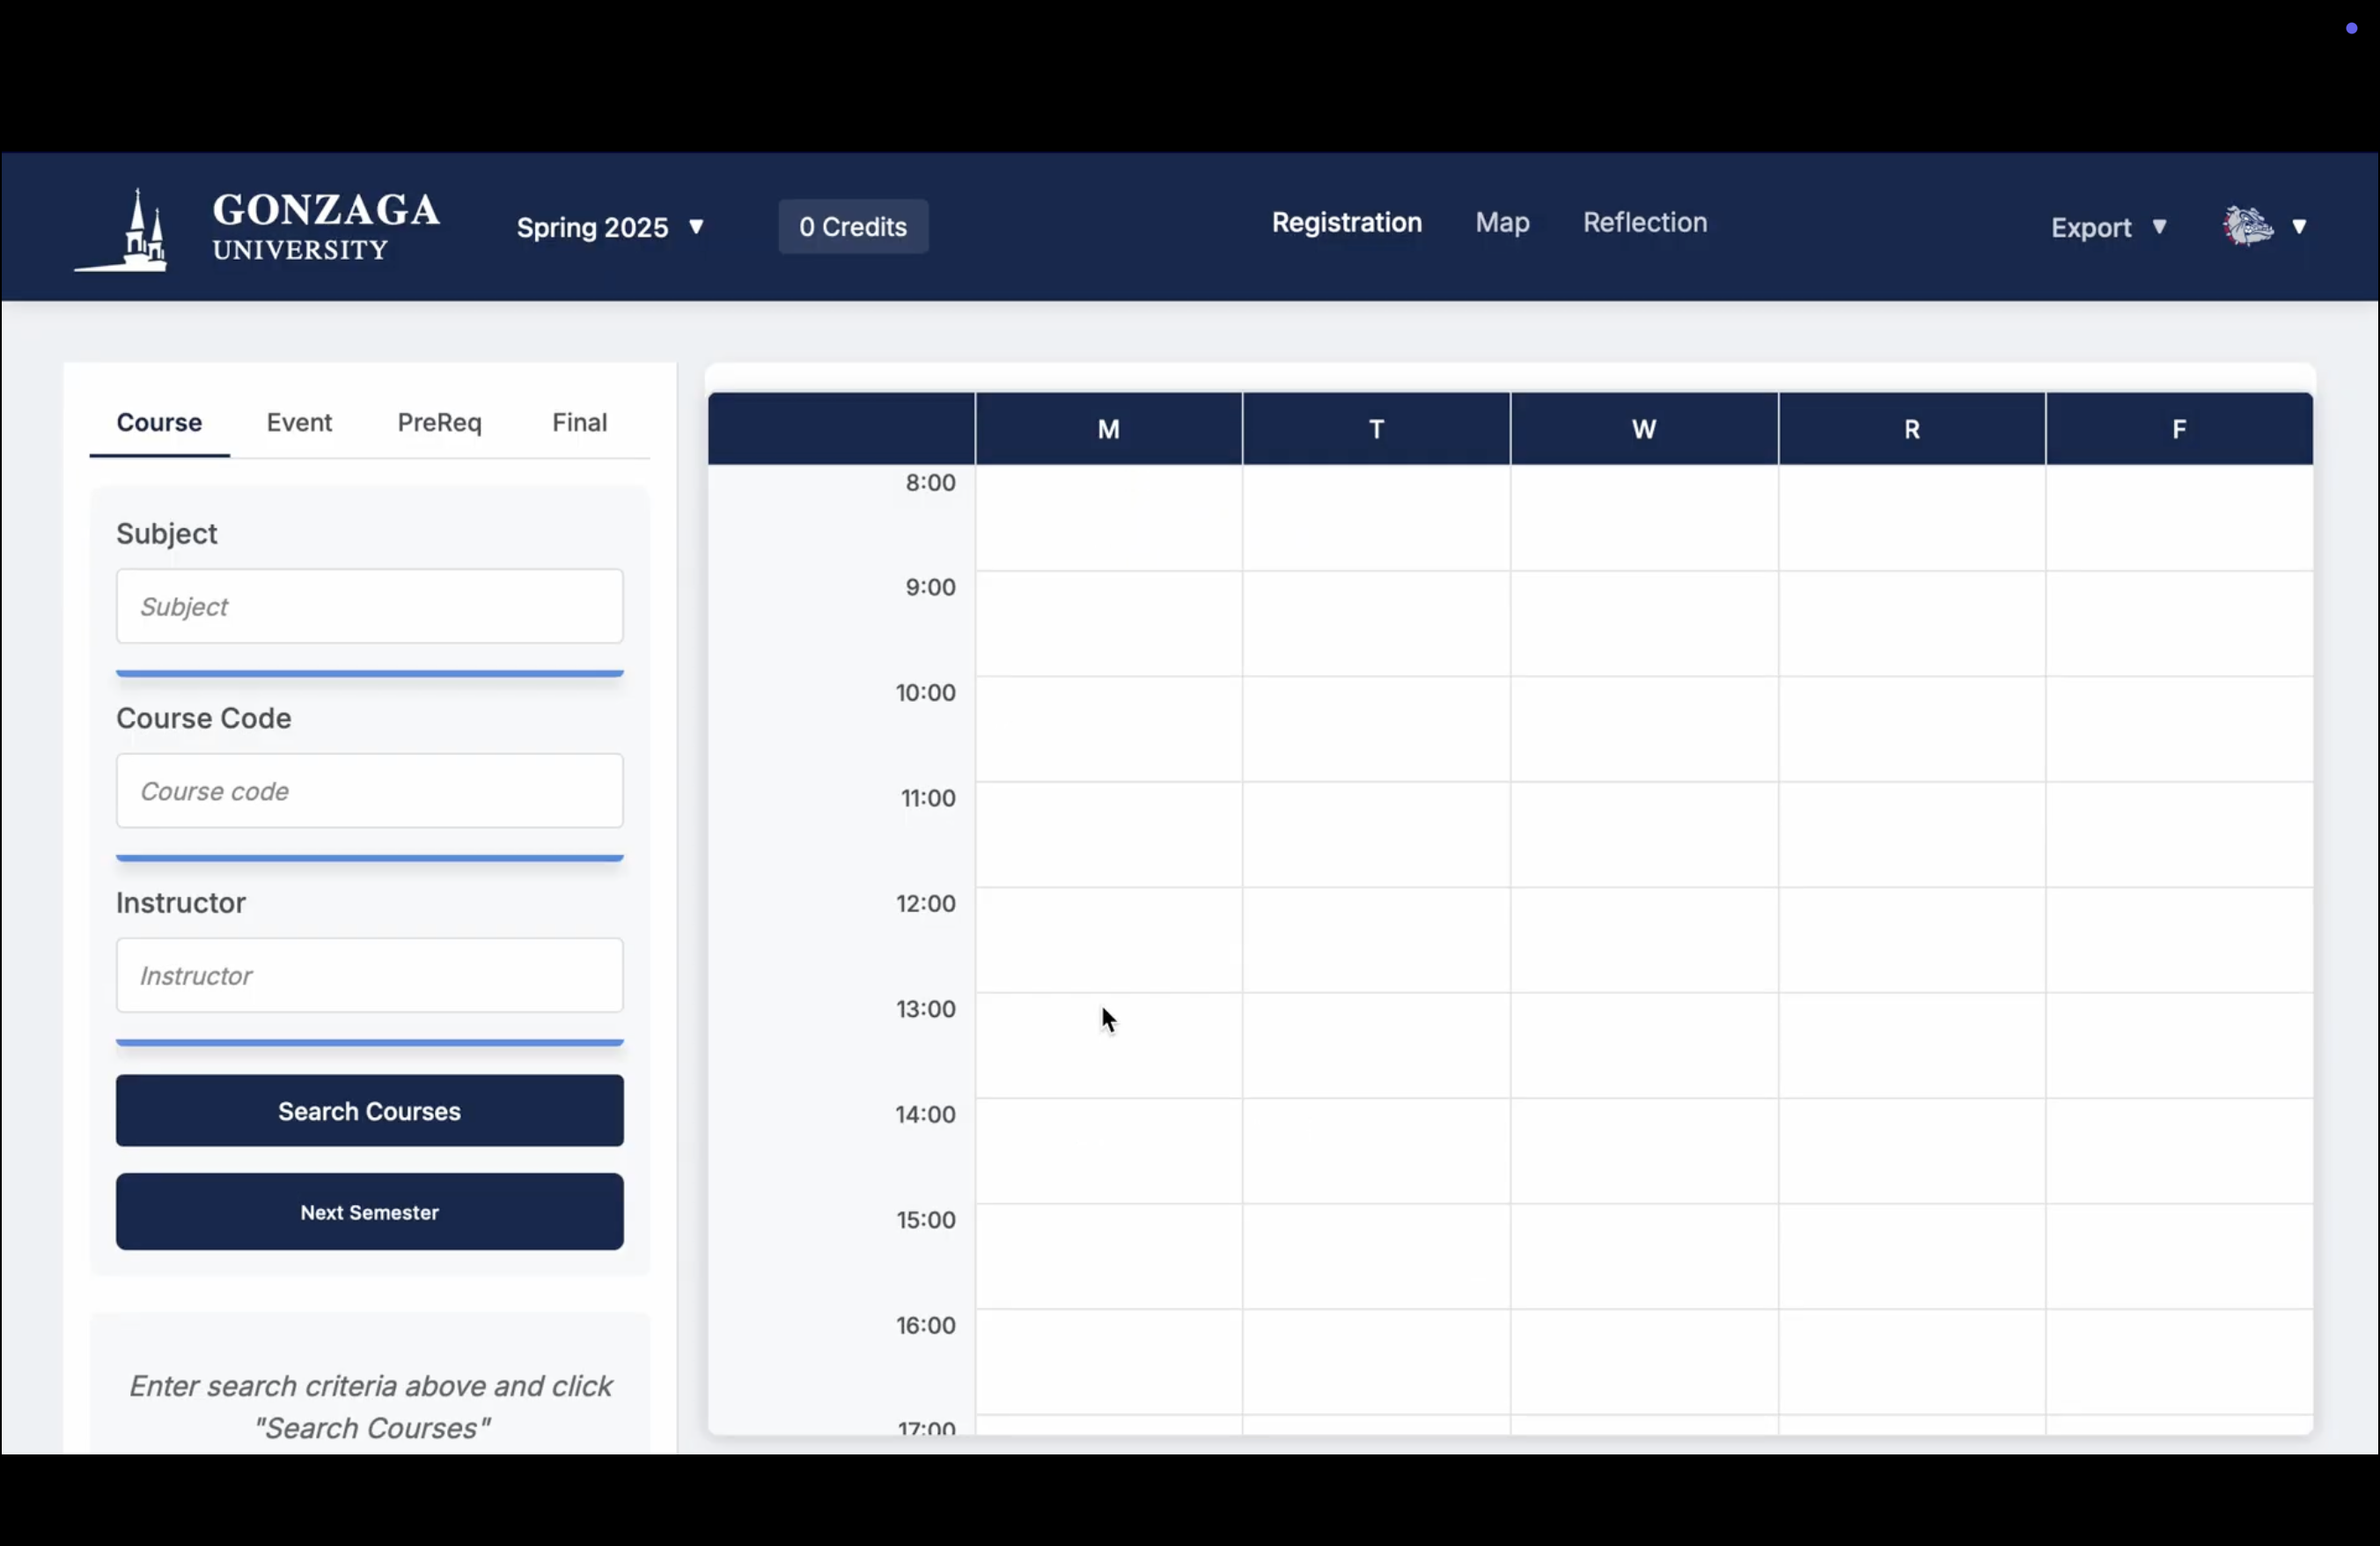 GONZAGA
UNIVERSITY
Spring 2025 ▼
0 Credits
Registration
Map
Reflection
Export ▼
▼
Course
Event
PreReq
Final
Subject
Subject
Course Code
Course code
Instructor
Instructor
Search Courses
Next Semester
Enter search criteria above and click
"Search Courses"
M
T
W
R
F
8:00
9:00
10:00
11:00
12:00
13:00
14:00
15:00
16:00
17:00